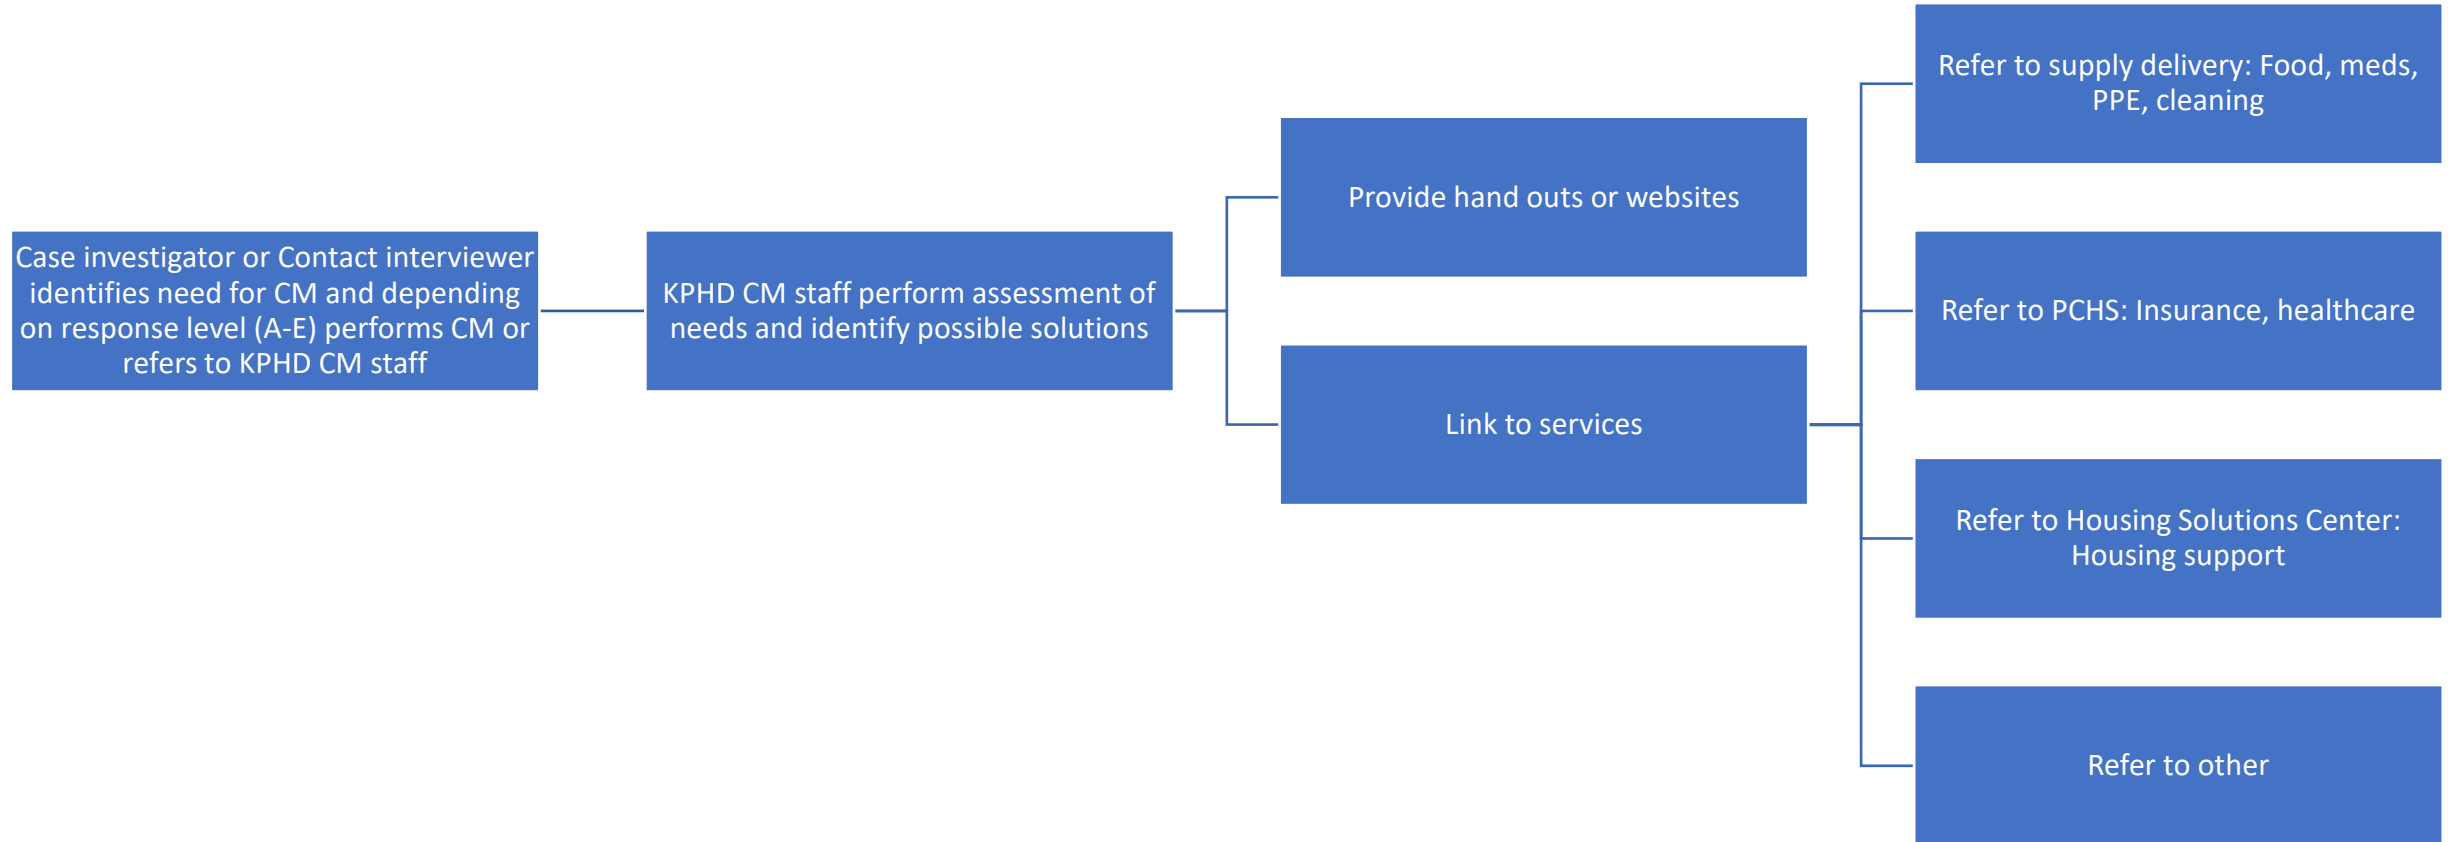 Case investigator or Contact interviewer
identifies need for CM and depending
on response level (A-E) performs CM or
refers to KPHD CM staff
KPHD CM staff perform assessment of
needs and identify possible solutions
Provide hand outs or websites
Link to services
Refer to supply delivery: Food, meds,
PPE, cleaning
Refer to PCHS: Insurance, healthcare
Refer to Housing Solutions Center:
Housing support
Refer to other